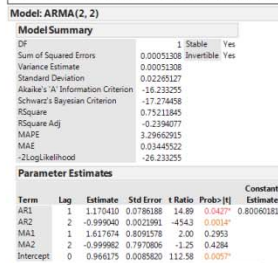 Model: ARMA(2, 2)
Model Summary
DF 1 Stable Yes
Sum of Squared Errors 0.00051308 Invertible Yes
Variance Estimate 0.00051308
Standard Deviation 0.02265127
Akaike's 'A' Information Criterion -16.233255
Schwarz's Bayesian Criterion -17.274458
RSquare 0.75211845
RSquare Adj -0.2394077
MAPE 3.29662915
MAE 0.03445522
-2LogLikelihood -26.233255
Parameter Estimates
Constant
Term Lag Estimate Std Error t Ratio Prob>|t| Estimate
AR1 1 1.170410 0.0786188 14.89 0.0427* 0.80060181
AR2 2 -0.999040 0.0021991 -454.3 0.0014*
MA1 1 1.617674 0.8091578 2.00 0.2953
MA2 2 -0.999982 0.7970806 -1.25 0.4284
Intercept 0 0.966175 0.0085820 112.58 0.0057*